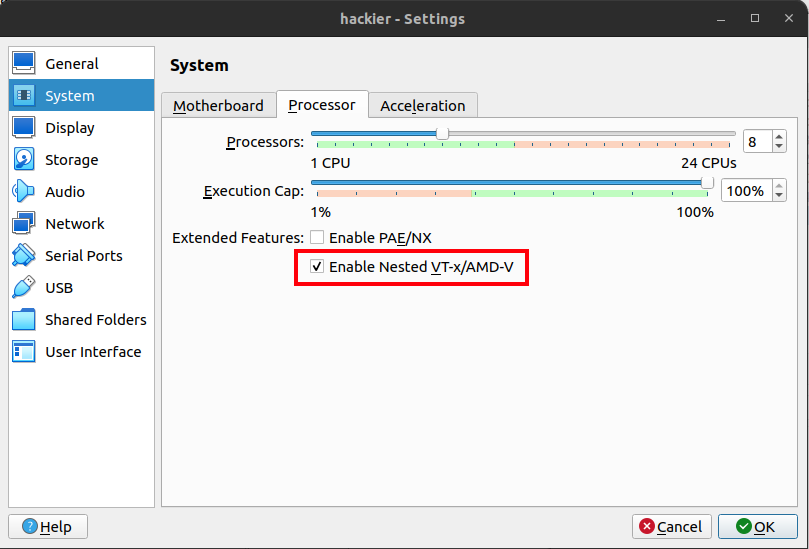 hackier - Settings
General
System
Display
Storage
Audio
Network
Serial Ports
USB
Shared Folders
User Interface
System
Motherboard
Processor
Acceleration
Processors:
8
1 CPU
24 CPUs
Execution Cap:
100%
1%
100%
Extended Features:
Enable PAE/NX
Enable Nested VT-x/AMD-V
Help
Cancel
OK